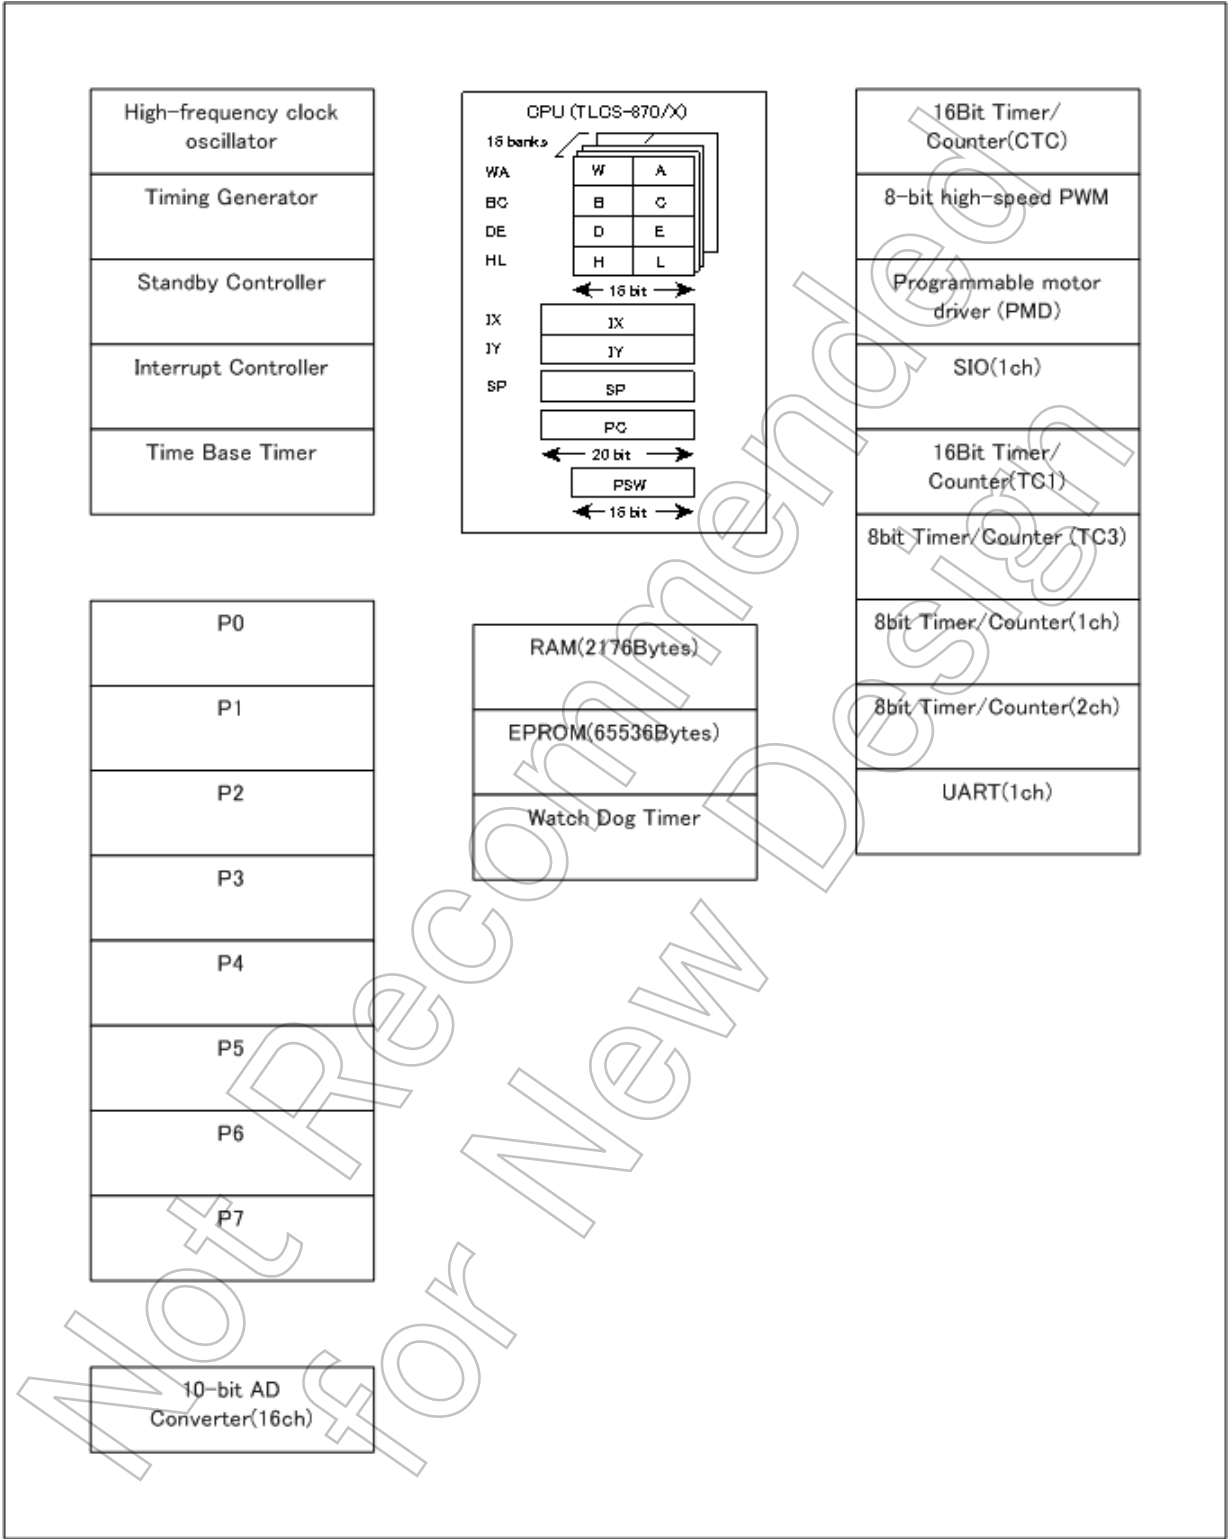 High-frequency clock
oscillator
Timing Generator
Standby Controller
Interrupt Controller
Time Base Timer
CPU (TLCS-870/X)
16 banks
WA
W
A
BC
B
C
DE
D
E
HL
H
L
16 bit
IX
IX
IY
IY
SP
SP
PC
20 bit
PSW
16 bit
16Bit Timer/
Counter(CTC)
8-bit high-speed PWM
Programmable motor
driver (PMD)
SIO(1ch)
16Bit Timer/
Counter(TC1)
8bit Timer/Counter (TC3)
8bit Timer/Counter(1ch)
8bit Timer/Counter(2ch)
UART(1ch)
P0
P1
P2
P3
P4
P5
P6
P7
RAM(2176Bytes)
EPROM(65536Bytes)
Watch Dog Timer
10-bit AD
Converter(16ch)
Not Recommended
for New Design